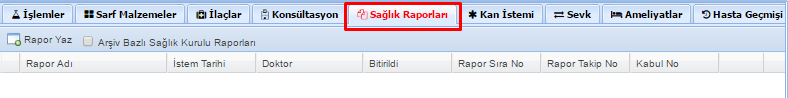 İşlemler Sarf Malzemeler İlaçlar Konsültasyon Sağlık Raporları Kan İstemi Sevk Ameliyatlar Hasta Geçmişi
Rapor Yaz Arşiv Bazlı Sağlık Kurulu Raporları
Rapor Adı İstem Tarihi Doktor Bitirildi Rapor Sıra No Rapor Takip No Kabul No